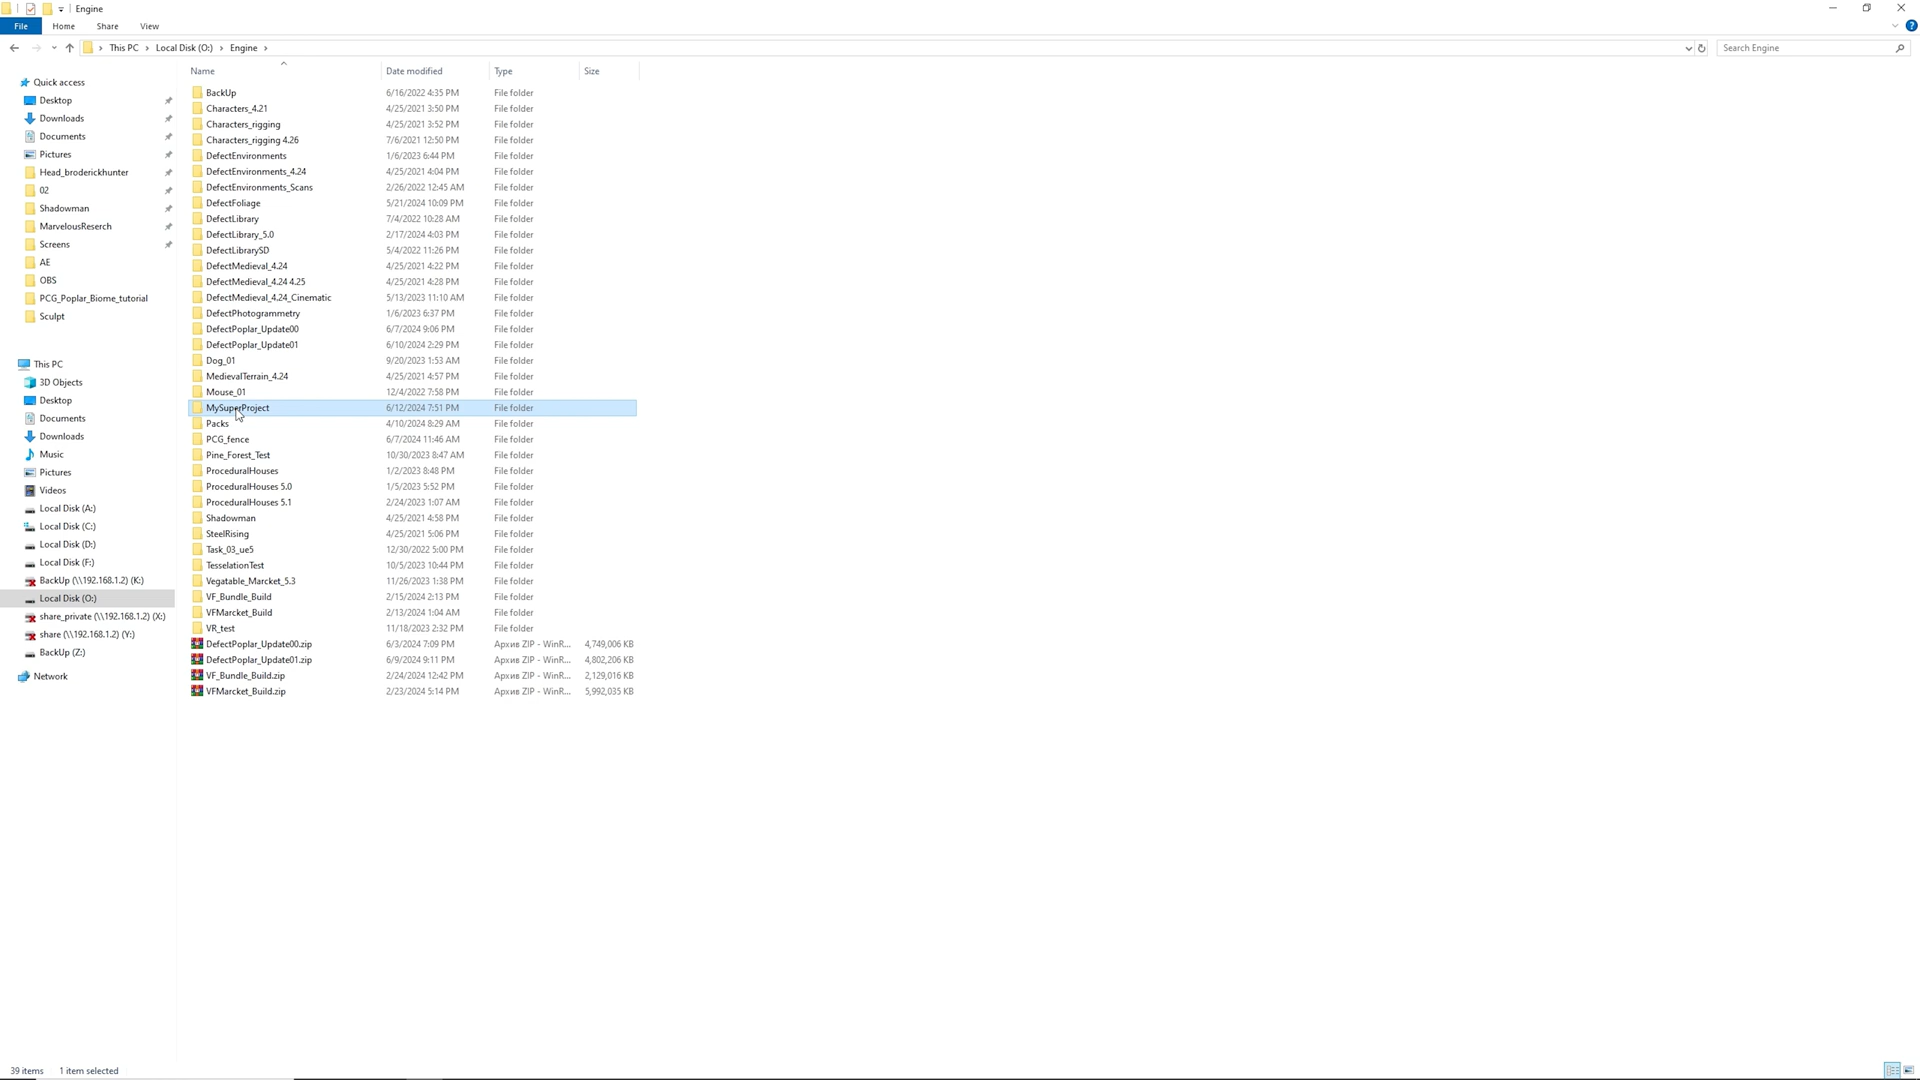 Engine
File Home Share View
This PC Local Disk (O:) Engine Search Engine
Name Date modified Type Size
Quick access
Desktop
Downloads
Documents
Pictures
Head_broderickhunter
02
Shadowman
MarvelousReserch
Screens
AE
OBS
PCG_Poplar_Biome_tutorial
Sculpt
This PC
3D Objects
Desktop
Documents
Downloads
Music
Pictures
Videos
Local Disk (A:)
Local Disk (C:)
Local Disk (D:)
Local Disk (F:)
BackUp (\\192.168.1.2) (K:)
Local Disk (O:)
share_private (\\192.168.1.2) (X:)
share (\\192.168.1.2) (Y:)
BackUp (Z:)
Network
BackUp 6/16/2022 4:35 PM File folder
Characters_4.21 4/25/2021 3:50 PM File folder
Characters_rigging 4/25/2021 3:52 PM File folder
Characters_rigging 4.26 7/6/2021 12:50 PM File folder
DefectEnvironments 1/6/2023 6:44 PM File folder
DefectEnvironments_4.24 4/25/2021 4:04 PM File folder
DefectEnvironments_Scans 2/26/2022 12:45 AM File folder
DefectFoliage 5/21/2024 10:09 PM File folder
DefectLibrary 7/4/2022 10:28 AM File folder
DefectLibrary_5.0 2/17/2024 4:03 PM File folder
DefectLibrarySD 5/4/2022 11:26 PM File folder
DefectMedieval_4.24 4/25/2021 4:22 PM File folder
DefectMedieval_4.24 4.25 4/25/2021 4:28 PM File folder
DefectMedieval_4.24_Cinematic 5/13/2023 11:10 AM File folder
DefectPhotogrammetry 1/6/2023 6:37 PM File folder
DefectPoplar_Update00 6/7/2024 9:06 PM File folder
DefectPoplar_Update01 6/10/2024 2:29 PM File folder
Dog_01 9/20/2023 1:53 AM File folder
MedievalTerrain_4.24 4/25/2021 4:57 PM File folder
Mouse_01 12/4/2022 7:58 PM File folder
MySuperProject 6/12/2024 7:51 PM File folder
Packs 4/10/2024 8:29 AM File folder
PCG_fence 6/7/2024 11:46 AM File folder
Pine_Forest_Test 10/30/2023 8:47 AM File folder
ProceduralHouses 1/2/2023 8:48 PM File folder
ProceduralHouses 5.0 1/5/2023 5:52 PM File folder
ProceduralHouses 5.1 2/24/2023 1:07 AM File folder
Shadowman 4/25/2021 4:58 PM File folder
SteelRising 4/25/2021 5:06 PM File folder
Task_03_ue5 12/30/2022 5:00 PM File folder
TesselationTest 10/5/2023 10:44 PM File folder
Vegatable_Marcket_5.3 11/26/2023 1:38 PM File folder
VF_Bundle_Build 2/15/2024 2:13 PM File folder
VFMarcket_Build 2/13/2024 1:04 AM File folder
VR_test 11/18/2023 2:32 PM File folder
DefectPoplar_Update00.zip 6/3/2024 7:09 PM Архив ZIP - WinR... 4,749,006 KB
DefectPoplar_Update01.zip 6/9/2024 9:11 PM Архив ZIP - WinR... 4,802,206 KB
VF_Bundle_Build.zip 2/24/2024 12:42 PM Архив ZIP - WinR... 2,129,016 KB
VFMarcket_Build.zip 2/23/2024 5:14 PM Архив ZIP - WinR... 5,992,035 KB
39 items 1 item selected